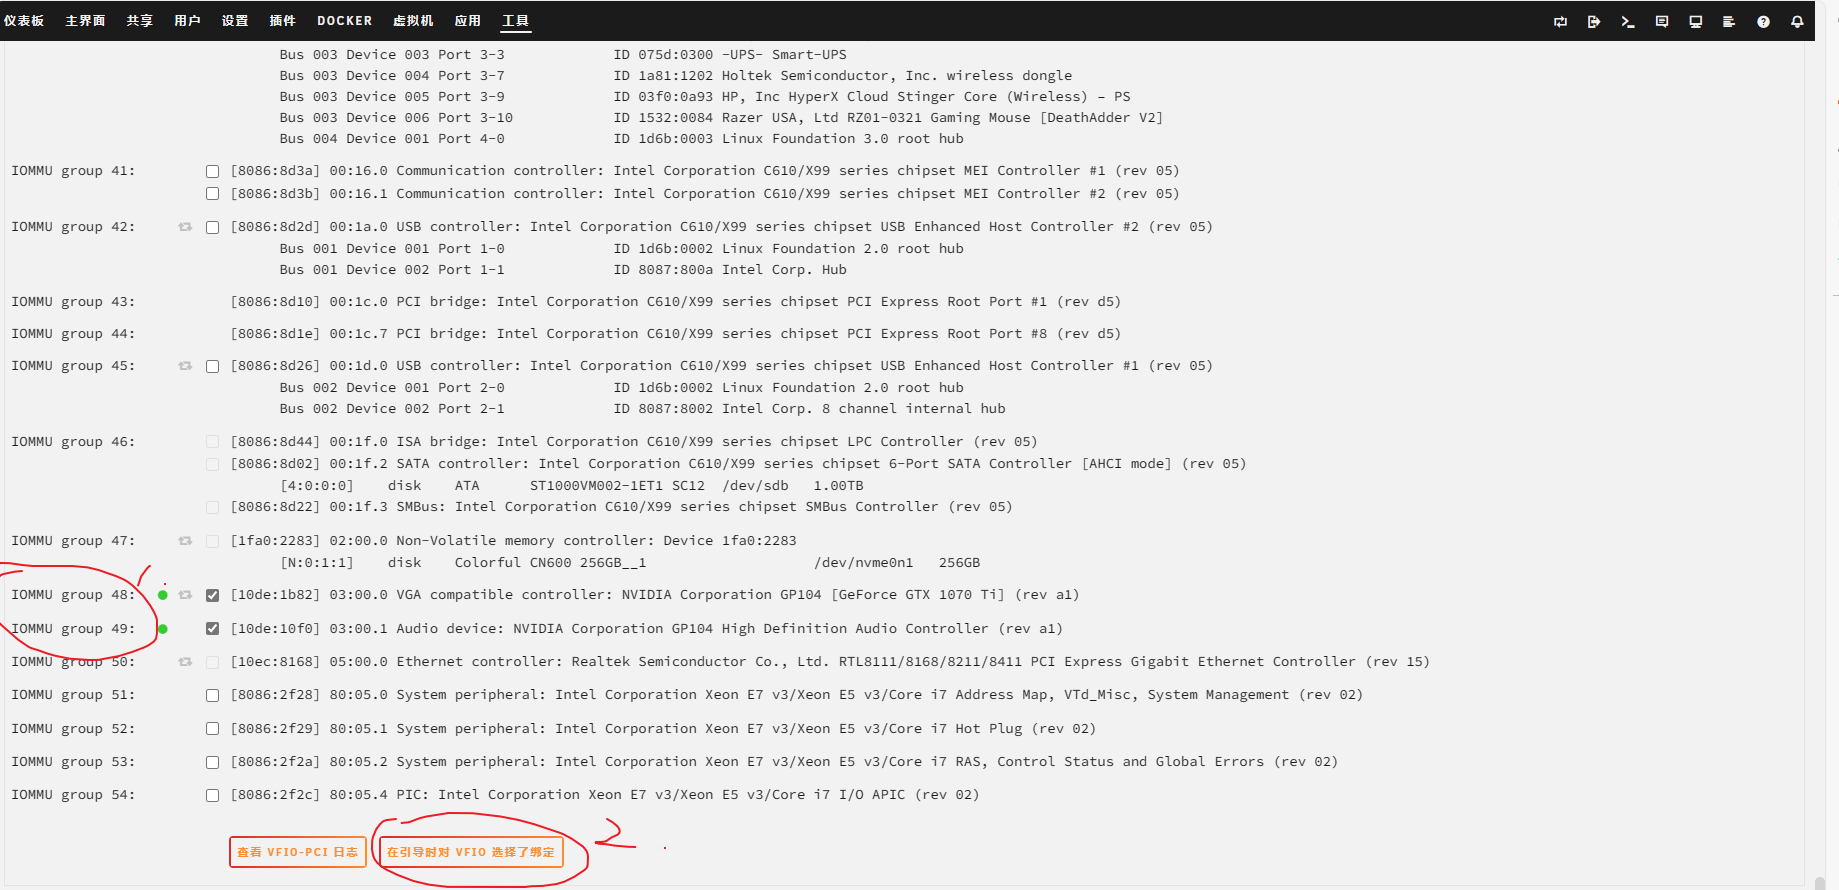 仪表板 主界面 共享 用户 设置 插件 DOCKER 虚拟机 应用 工具
Bus 003 Device 003 Port 3-3 ID 075d:0300 -UPS- Smart-UPS
Bus 003 Device 004 Port 3-7 ID 1a81:1202 Holtek Semiconductor, Inc. wireless dongle
Bus 003 Device 005 Port 3-9 ID 03f0:0a93 HP, Inc HyperX Cloud Stinger Core (Wireless) - PS
Bus 003 Device 006 Port 3-10 ID 1532:0084 Razer USA, Ltd RZ01-0321 Gaming Mouse [DeathAdder V2]
Bus 004 Device 001 Port 4-0 ID 1d6b:0003 Linux Foundation 3.0 root hub
IOMMU group 41: [8086:8d3a] 00:16.0 Communication controller: Intel Corporation C610/X99 series chipset MEI Controller #1 (rev 05)
[8086:8d3b] 00:16.1 Communication controller: Intel Corporation C610/X99 series chipset MEI Controller #2 (rev 05)
IOMMU group 42: [8086:8d2d] 00:1a.0 USB controller: Intel Corporation C610/X99 series chipset USB Enhanced Host Controller #2 (rev 05)
Bus 001 Device 001 Port 1-0 ID 1d6b:0002 Linux Foundation 2.0 root hub
Bus 001 Device 002 Port 1-1 ID 8087:800a Intel Corp. Hub
IOMMU group 43: [8086:8d10] 00:1c.0 PCI bridge: Intel Corporation C610/X99 series chipset PCI Express Root Port #1 (rev d5)
IOMMU group 44: [8086:8d1e] 00:1c.7 PCI bridge: Intel Corporation C610/X99 series chipset PCI Express Root Port #8 (rev d5)
IOMMU group 45: [8086:8d26] 00:1d.0 USB controller: Intel Corporation C610/X99 series chipset USB Enhanced Host Controller #1 (rev 05)
Bus 002 Device 001 Port 2-0 ID 1d6b:0002 Linux Foundation 2.0 root hub
Bus 002 Device 002 Port 2-1 ID 8087:8002 Intel Corp. 8 channel internal hub
IOMMU group 46: [8086:8d44] 00:1f.0 ISA bridge: Intel Corporation C610/X99 series chipset LPC Controller (rev 05)
[8086:8d02] 00:1f.2 SATA controller: Intel Corporation C610/X99 series chipset 6-Port SATA Controller [AHCI mode] (rev 05)
[4:0:0:0] disk ATA ST1000VM002-1ET1 SC12 /dev/sdb 1.00TB
[8086:8d22] 00:1f.3 SMBus: Intel Corporation C610/X99 series chipset SMBus Controller (rev 05)
IOMMU group 47: [1fa0:2283] 02:00.0 Non-Volatile memory controller: Device 1fa0:2283
[N:0:1:1] disk Colorful CN600 256GB__1 /dev/nvme0n1 256GB
IOMMU group 48: [10de:1b82] 03:00.0 VGA compatible controller: NVIDIA Corporation GP104 [GeForce GTX 1070 Ti] (rev a1)
IOMMU group 49: [10de:10f0] 03:00.1 Audio device: NVIDIA Corporation GP104 High Definition Audio Controller (rev a1)
IOMMU group 50: [10ec:8168] 05:00.0 Ethernet controller: Realtek Semiconductor Co., Ltd. RTL8111/8168/8211/8411 PCI Express Gigabit Ethernet Controller (rev 15)
IOMMU group 51: [8086:2f28] 80:05.0 System peripheral: Intel Corporation Xeon E7 v3/Xeon E5 v3/Core i7 Address Map, VTd_Misc, System Management (rev 02)
IOMMU group 52: [8086:2f29] 80:05.1 System peripheral: Intel Corporation Xeon E7 v3/Xeon E5 v3/Core i7 Hot Plug (rev 02)
IOMMU group 53: [8086:2f2a] 80:05.2 System peripheral: Intel Corporation Xeon E7 v3/Xeon E5 v3/Core i7 RAS, Control Status and Global Errors (rev 02)
IOMMU group 54: [8086:2f2c] 80:05.4 PIC: Intel Corporation Xeon E7 v3/Xeon E5 v3/Core i7 I/O APIC (rev 02)
查看 VFIO-PCI 日志 在引导时对 VFIO 选择了绑定 2